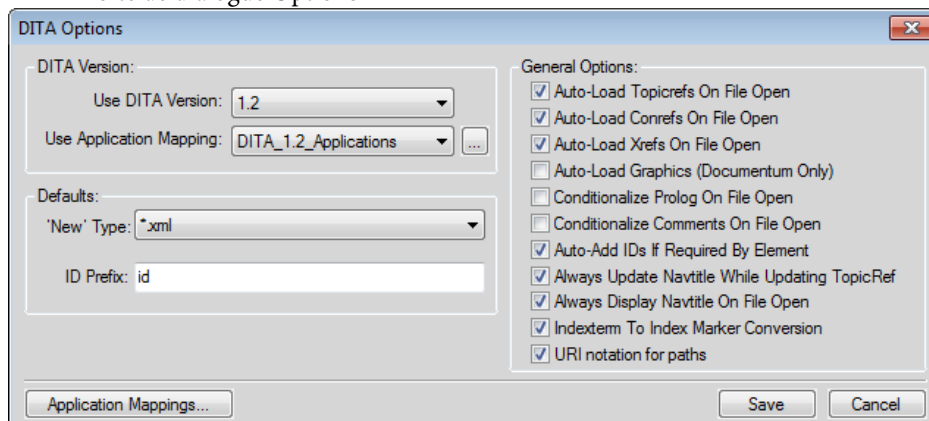 DITA Options
DITA Version:
Use DITA Version: 1.2
Use Application Mapping: DITA_1.2_Applications ...
Defaults:
'New' Type: *.xml
ID Prefix: id
General Options:
Auto-Load Topicrefs On File Open
Auto-Load Conrefs On File Open
Auto-Load Xrefs On File Open
Auto-Load Graphics (Documentum Only)
Conditionalize Prolog On File Open
Conditionalize Comments On File Open
Auto-Add IDs If Required By Element
Always Update Navtitle While Updating TopicRef
Always Display Navtitle On File Open
Indexterm To Index Marker Conversion
URI notation for paths
Application Mappings... Save Cancel